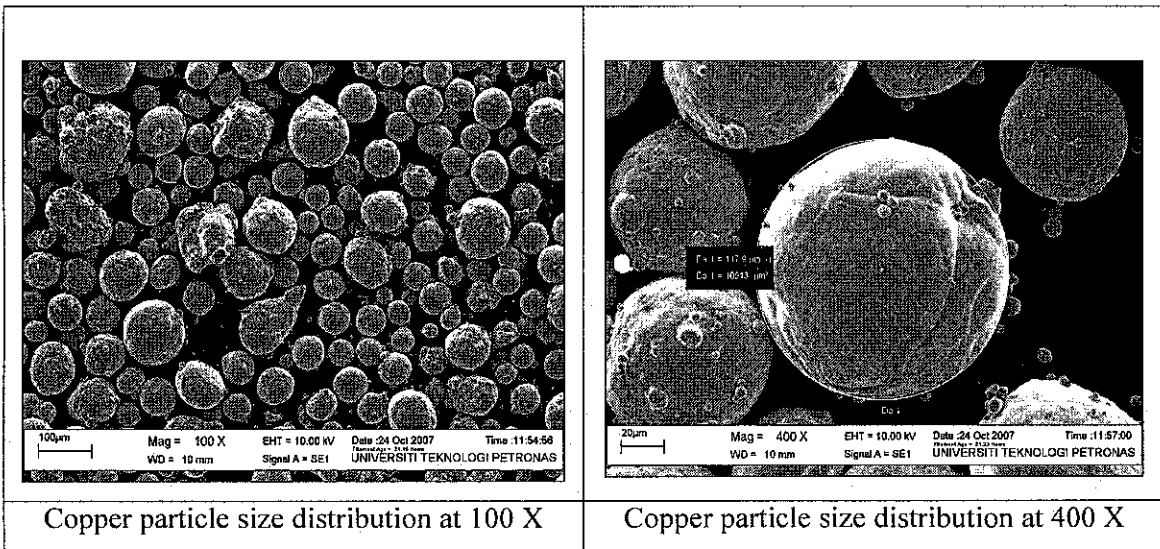 100µm
Mag = 100 X
EHT = 10.00 kV
Date :24 Oct 2007
Time :11:54:56
WD = 10 mm
Signal A = SE1
UNIVERSITI TEKNOLOGI PETRONAS
20µm
Mag = 400 X
EHT = 10.00 kV
Date :24 Oct 2007
Time :11:57:00
WD = 10 mm
Signal A = SE1
UNIVERSITI TEKNOLOGI PETRONAS
Copper particle size distribution at 100 X
Copper particle size distribution at 400 X